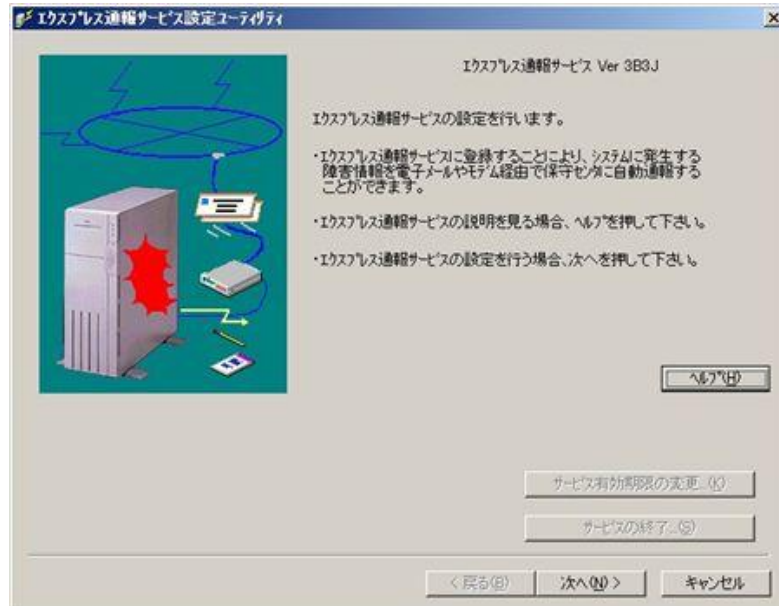 エクスプレス通報サービス設定ユーティリティ
エクスプレス通報サービス Ver 3B3J
エクスプレス通報サービスの設定を行います。
・エクスプレス通報サービスに登録することにより、システムに発生する
障害情報を電子メールやモデム経由で保守センタに自動通報する
ことができます。
・エクスプレス通報サービスの説明を見る場合、ヘルプを押して下さい。
・エクスプレス通報サービスの設定を行う場合、次へを押して下さい。
ヘルプ(H)
サービス有効期限の変更...(K)
サービスの終了...(S)
< 戻る(B)
次へ(N) >
キャンセル